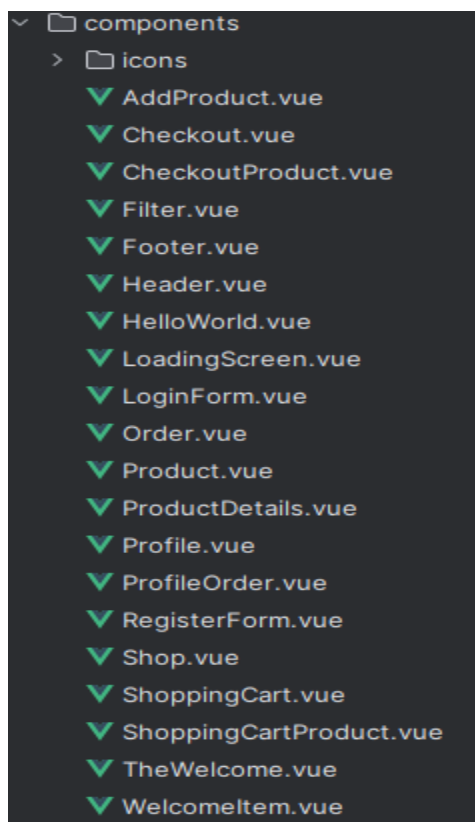 components
icons
AddProduct.vue
Checkout.vue
CheckoutProduct.vue
Filter.vue
Footer.vue
Header.vue
HelloWorld.vue
LoadingScreen.vue
LoginForm.vue
Order.vue
Product.vue
ProductDetails.vue
Profile.vue
ProfileOrder.vue
RegisterForm.vue
Shop.vue
ShoppingCart.vue
ShoppingCartProduct.vue
TheWelcome.vue
WelcomeItem.vue